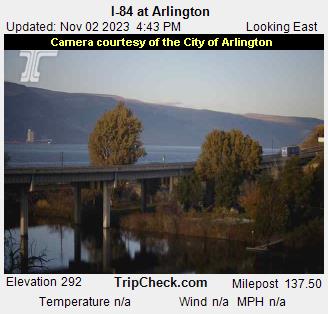 I-84 at Arlington
Updated: Nov 02 2023 4:43 PM Looking East
Camera courtesy of the City of Arlington
Elevation 292 TripCheck.com Milepost 137.50
Temperature n/a Wind n/a MPH n/a